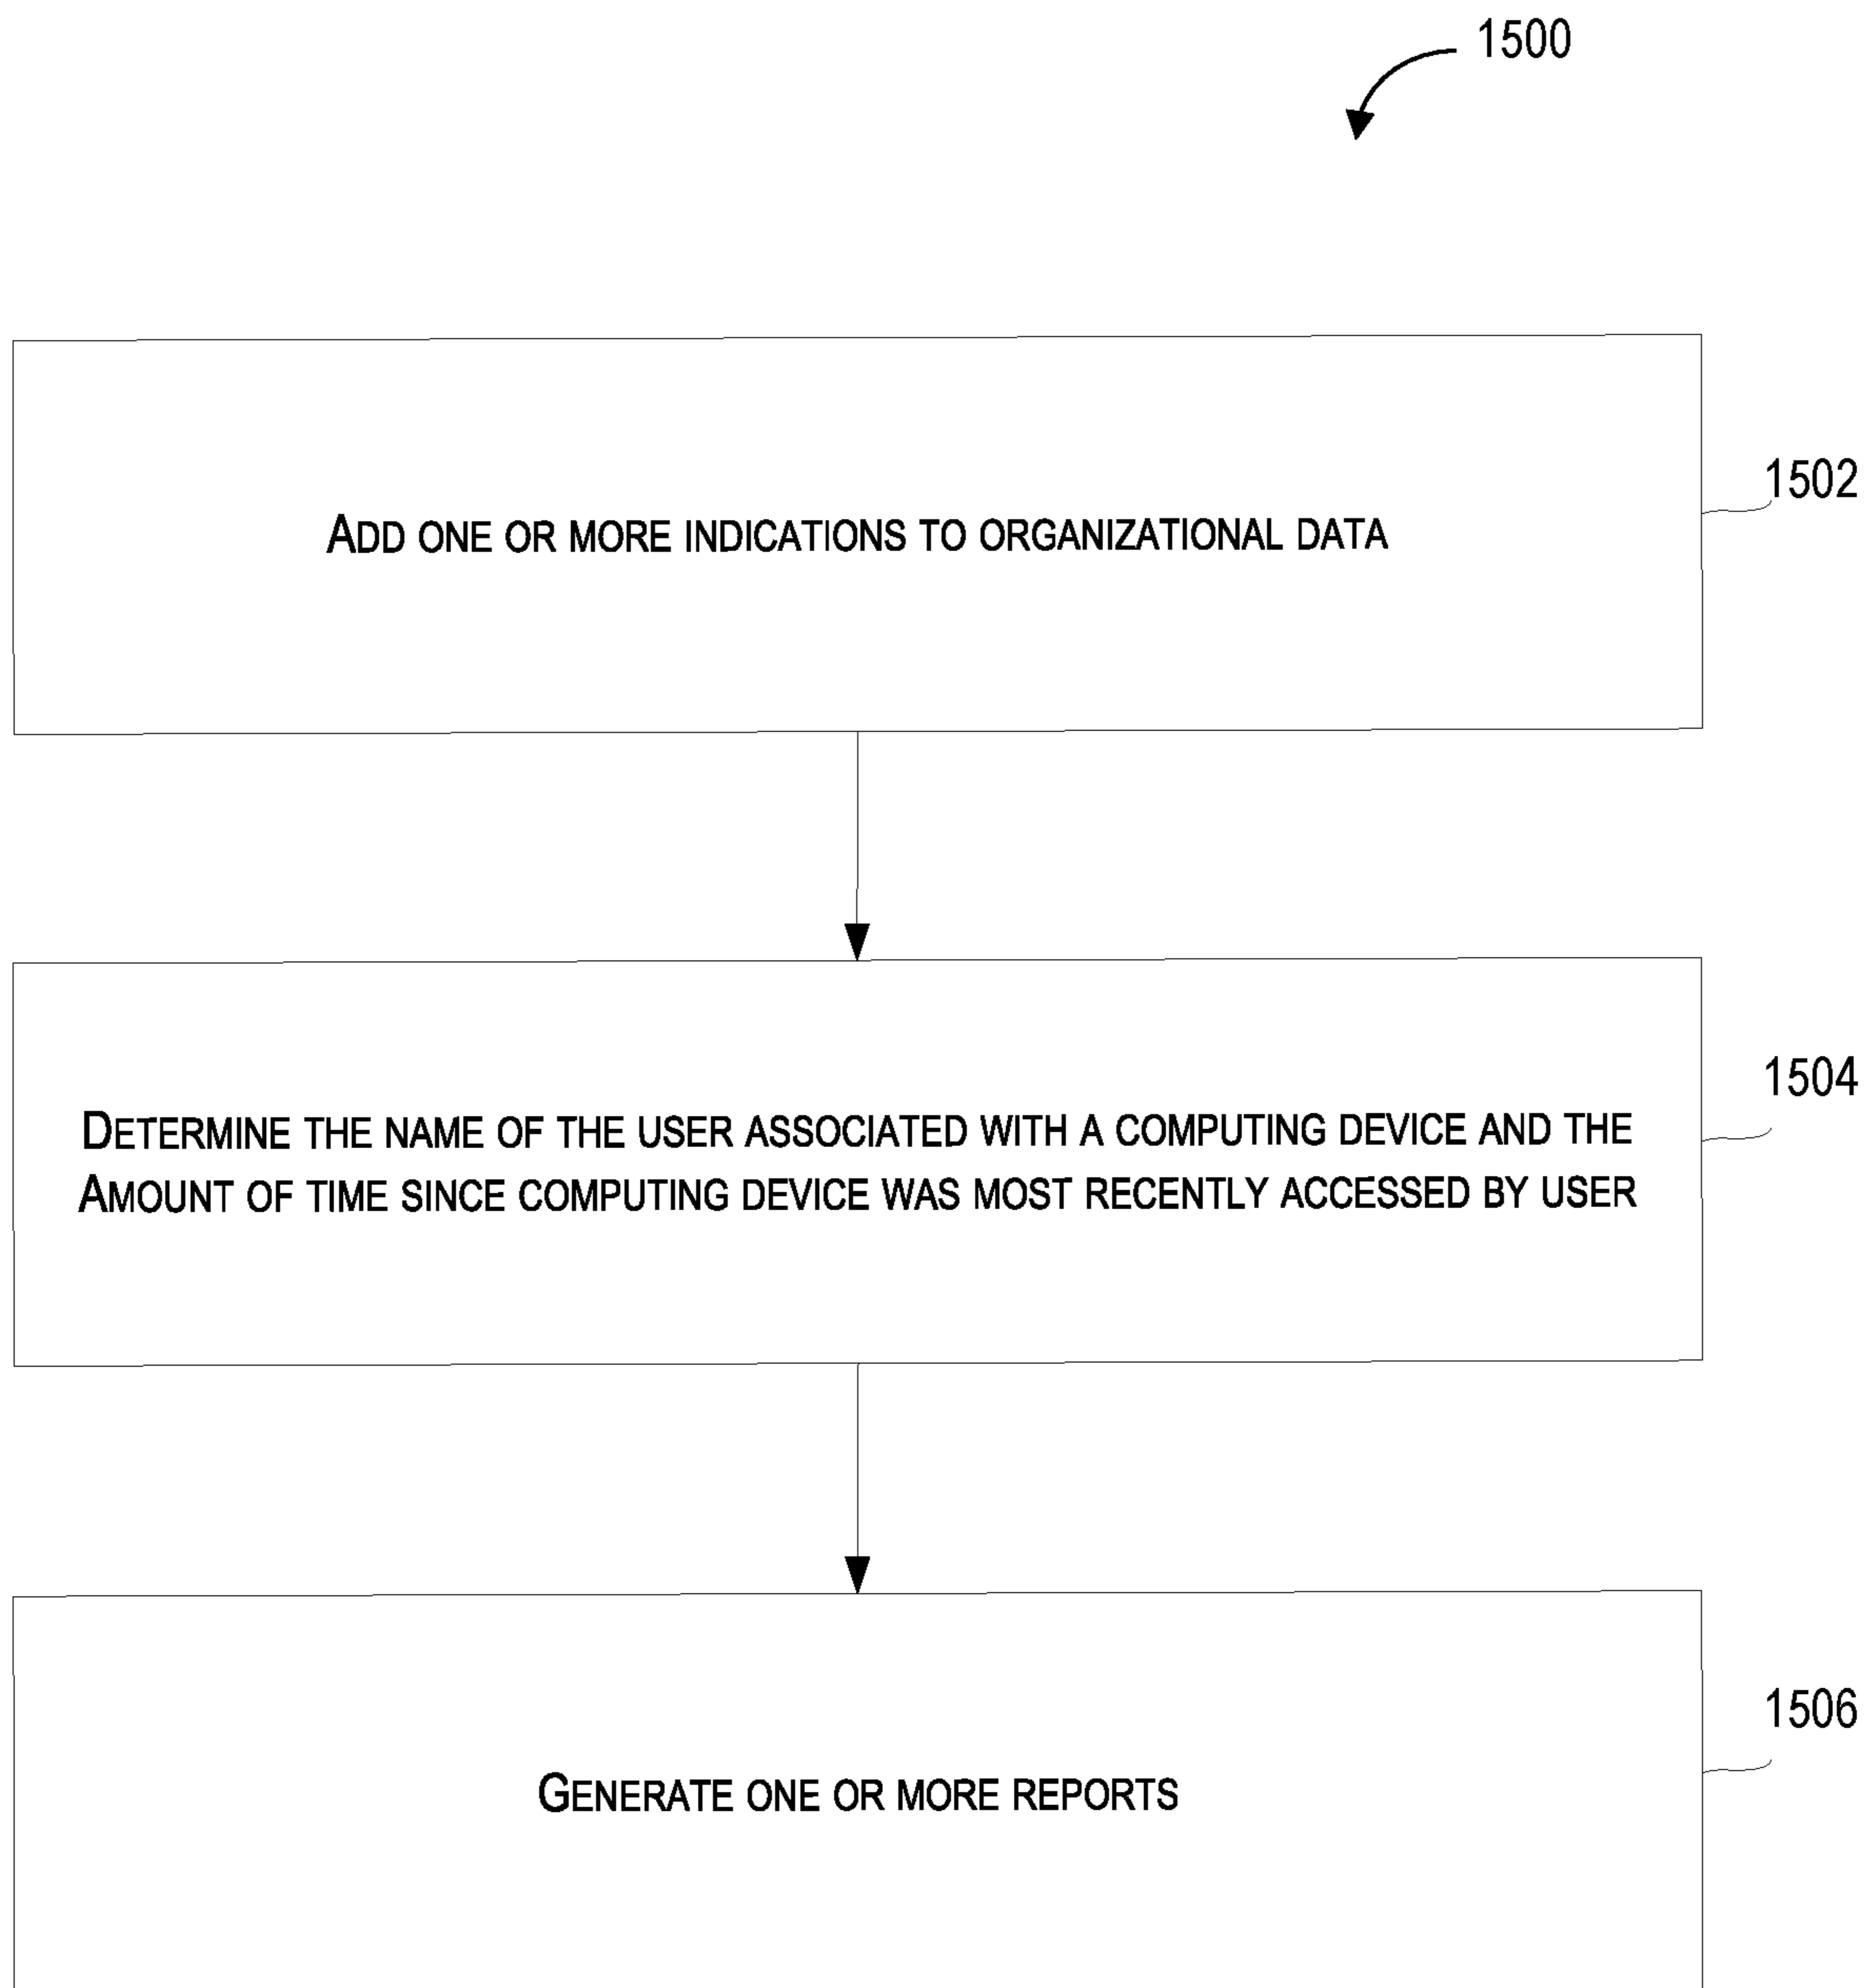 1500
Add one or more indications to organizational data
1502
Determine the name of the user associated with a computing device and the
Amount of time since computing device was most recently accessed by user
1504
Generate one or more reports
1506